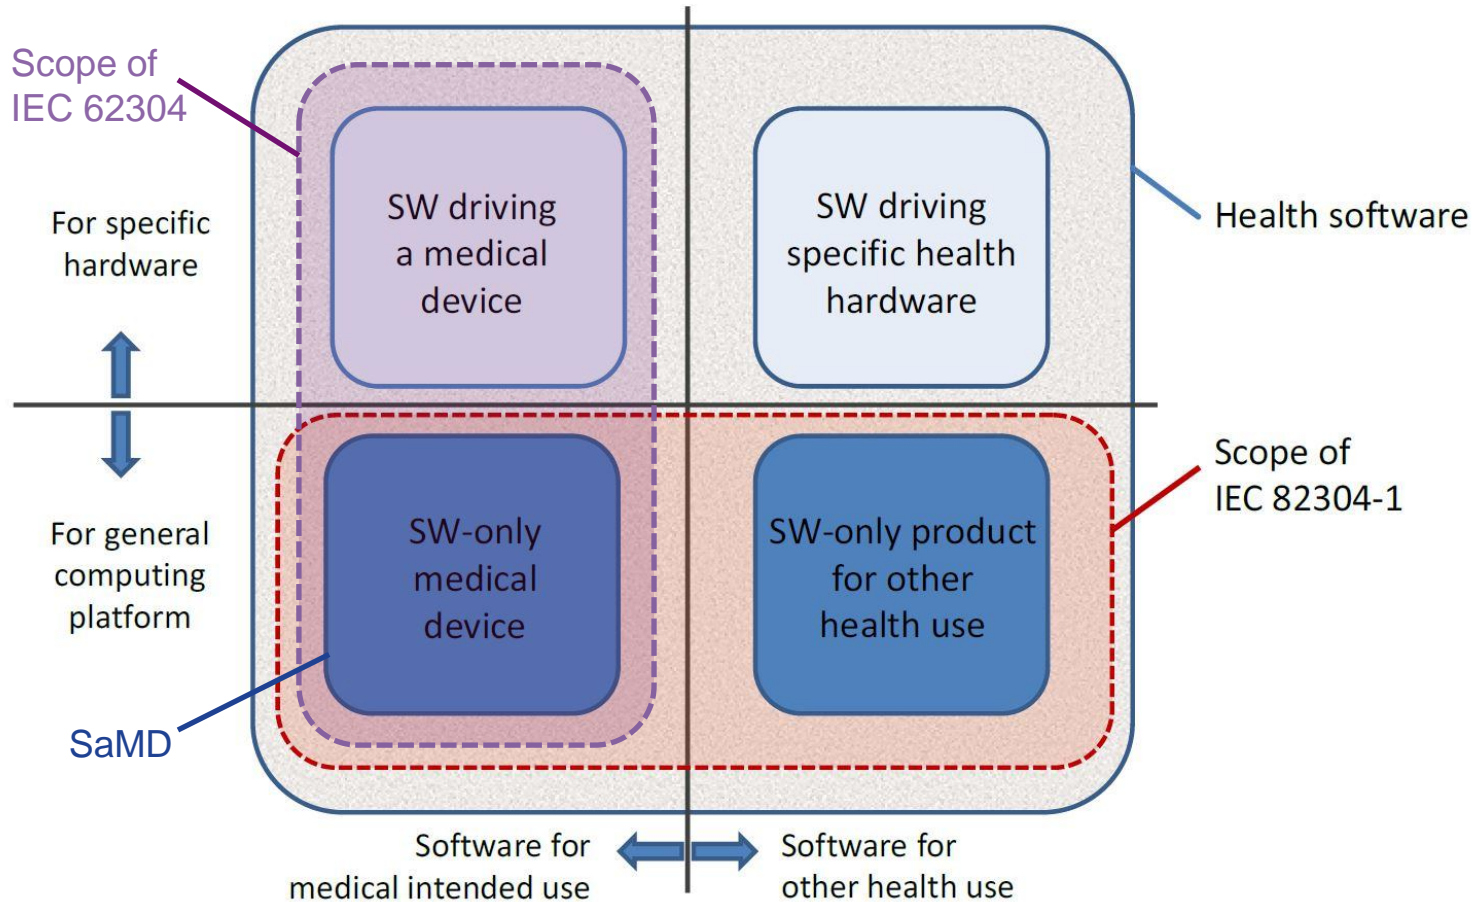 Scope of
IEC 62304
For specific
hardware
SW driving
a medical
device
SW driving
specific health
hardware
Health software
For general
computing
platform
SW-only
medical
device
SW-only product
for other
health use
Scope of
IEC 82304-1
SaMD
Software for
medical intended use
Software for
other health use